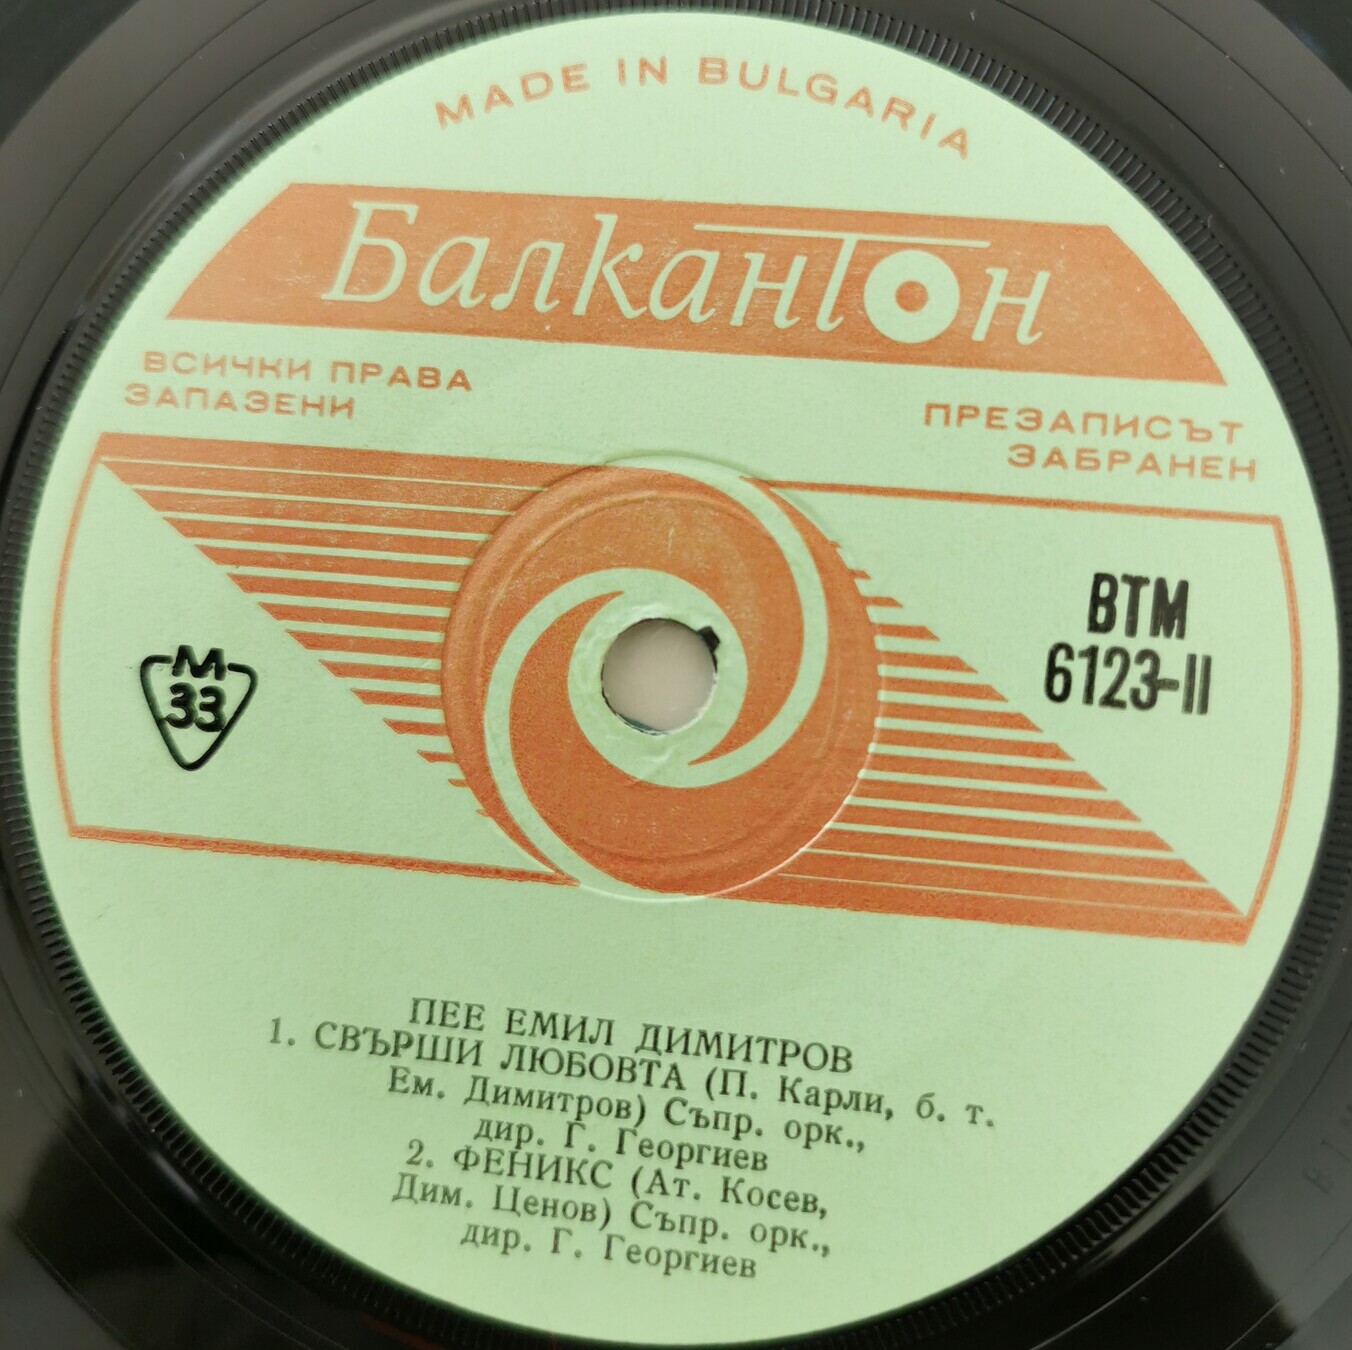 MADE IN BULGARIA
Балкантон
ВСИЧКИ ПРАВА
ЗАПАЗЕНИ
ПРЕЗАПИСЪТ
ЗАБРАНЕН
М
33
ВТМ
6123-II
ПЕЕ ЕМИЛ ДИМИТРОВ
1. СВЪРШИ ЛЮБОВТА (П. Карли, б. т.
Ем. Димитров) Съпр. орк.,
дир. Г. Георгиев
2. ФЕНИКС (Ат. Косев,
Дим. Ценов) Съпр. орк.,
дир. Г. Георгиев